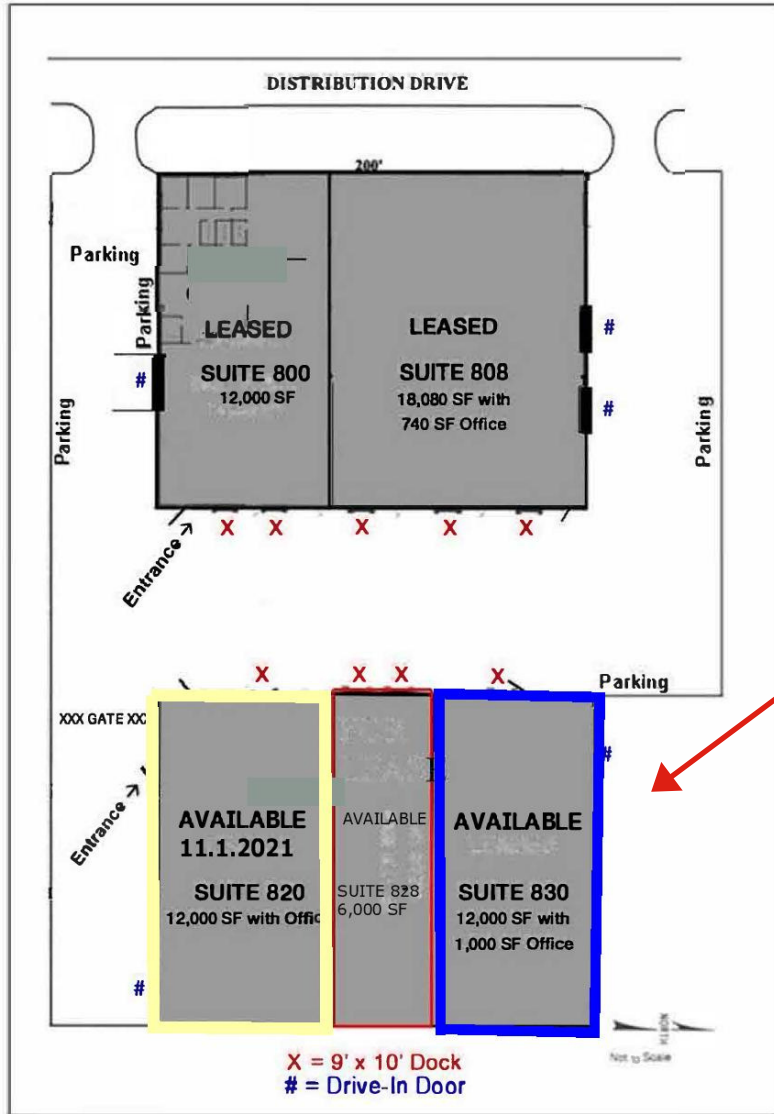 DISTRIBUTION DRIVE
200'
Parking
Parking
Parking
Parking
#
#
#
LEASED
SUITE 800
12,000 SF
LEASED
SUITE 808
18,080 SF with
740 SF Office
X X X X X
Entrance
X X X X
Parking
XXX GATE XXX
#
Entrance
AVAILABLE
11.1.2021
SUITE 820
12,000 SF with Offic
AVAILABLE
SUITE 828
6,000 SF
AVAILABLE
SUITE 830
12,000 SF with
1,000 SF Office
#
NORTH
Not to Scale
X = 9' x 10' Dock
# = Drive-In Door